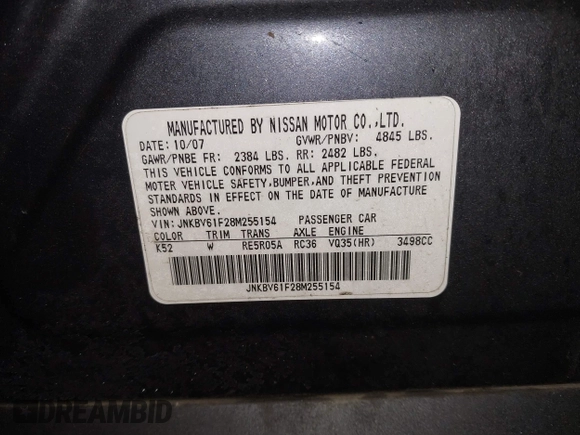 MANUFACTURED BY NISSAN MOTOR CO.,LTD.
DATE: 10/07 GVWR/PNBV: 4845 LBS.
GAWR/PNBE FR: 2384 LBS. RR: 2482 LBS.
THIS VEHICLE CONFORMS TO ALL APPLICABLE FEDERAL
MOTOR VEHICLE SAFETY,BUMPER,AND THEFT PREVENTION
STANDARDS IN EFFECT ON THE DATE OF MANUFACTURE
SHOWN ABOVE.
VIN: JNKBV61F28M255154 PASSENGER CAR
COLOR TRIM TRANS AXLE ENGINE
K52 W RE5R05A RC36 VQ35(HR) 3498CC
JNKBV61F28M255154
DREAMBID